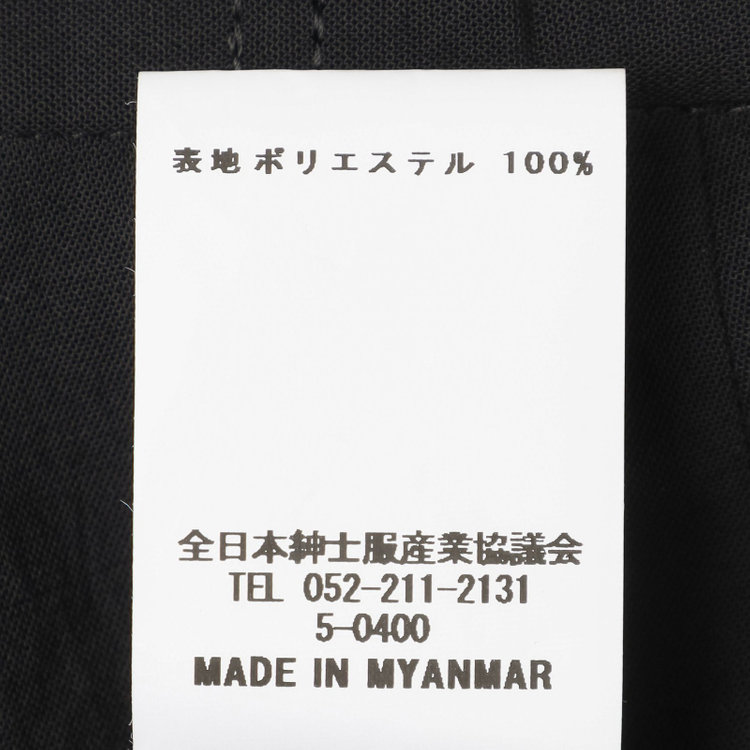 表地 ポリエステル 100%
全日本紳士服産業協議会
TEL 052-211-2131
5-0400
MADE IN MYANMAR